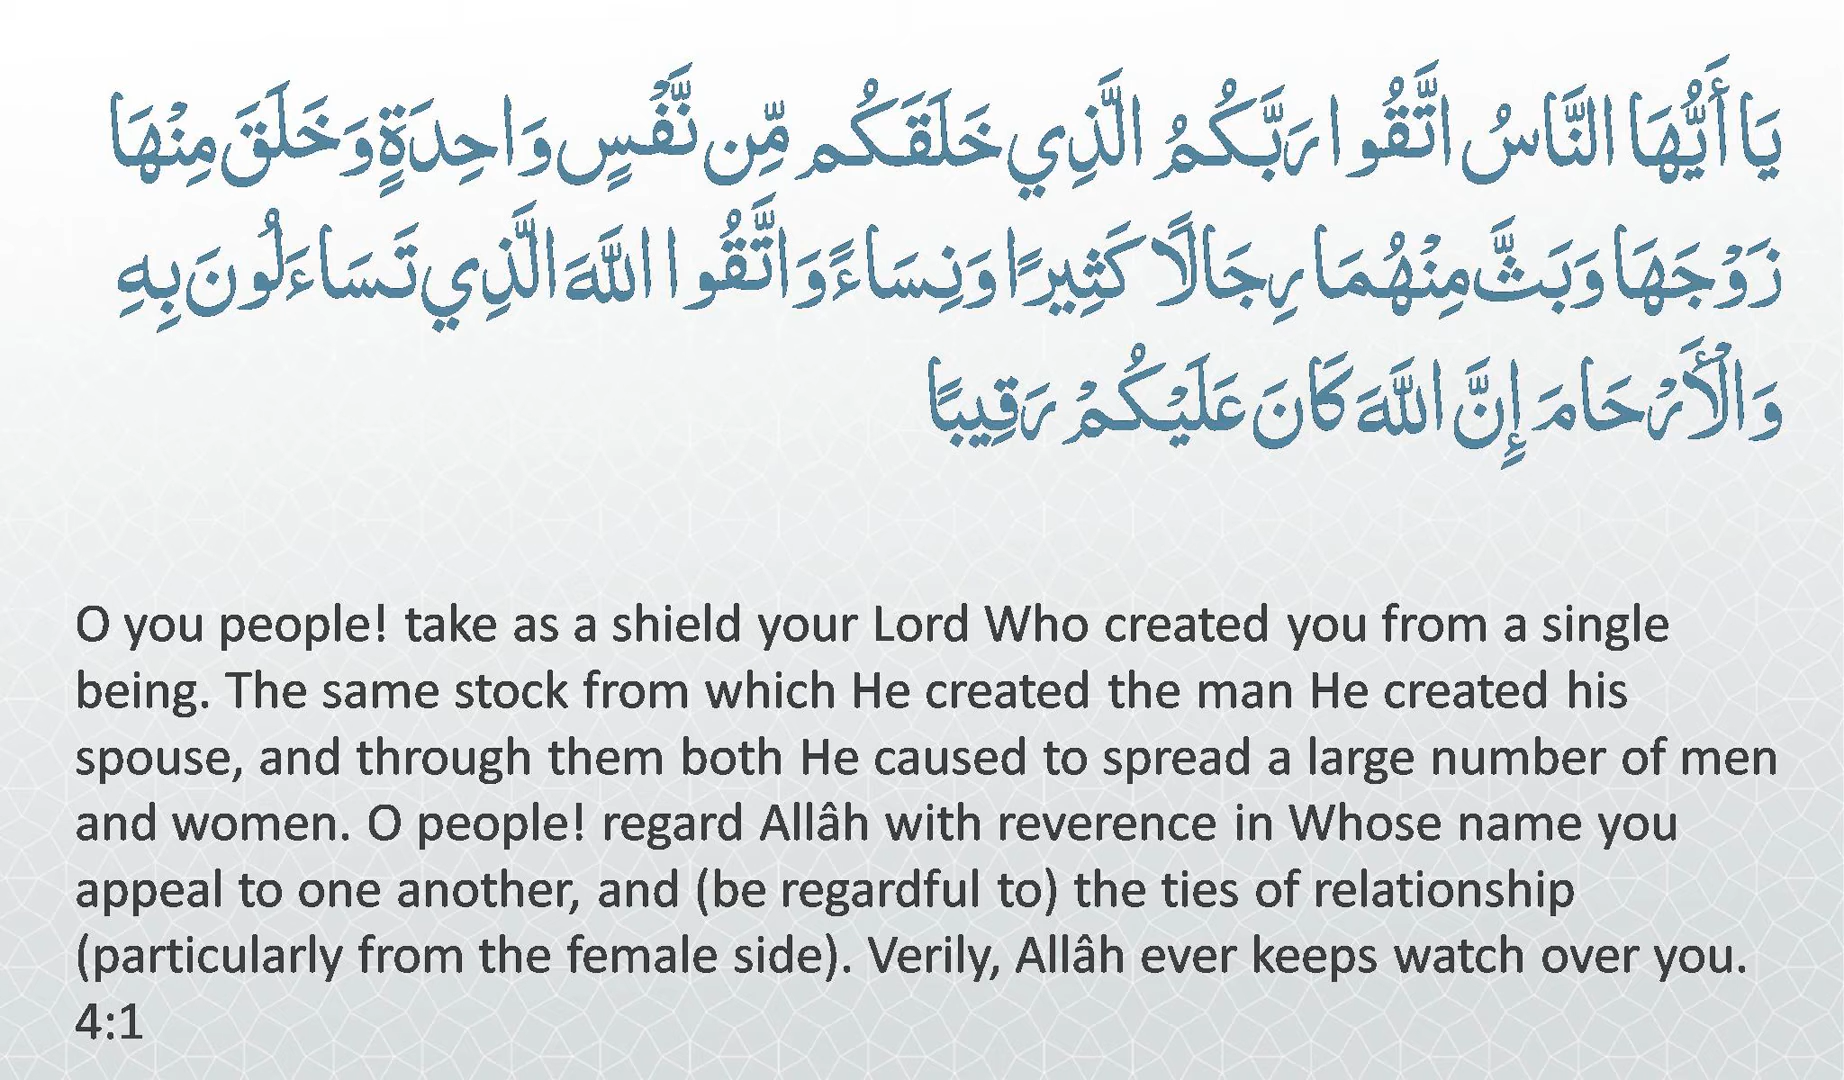 يَا أَيُّهَا النَّاسُ اتَّقُوا رَبَّكُمُ الَّذِي خَلَقَكُم مِّن نَّفْسٍ وَاحِدَةٍ وَخَلَقَ مِنْهَا
زَوْجَهَا وَبَثَّ مِنْهُمَا رِجَالًا كَثِيرًا وَنِسَاءً وَاتَّقُوا اللَّهَ الَّذِي تَسَاءَلُونَ بِهِ
وَالْأَرْحَامَ إِنَّ اللَّهَ كَانَ عَلَيْكُمْ رَقِيبًا
O you people! take as a shield your Lord Who created you from a single
being. The same stock from which He created the man He created his
spouse, and through them both He caused to spread a large number of men
and women. O people! regard Allâh with reverence in Whose name you
appeal to one another, and (be regardful to) the ties of relationship
(particularly from the female side). Verily, Allâh ever keeps watch over you.
4:1